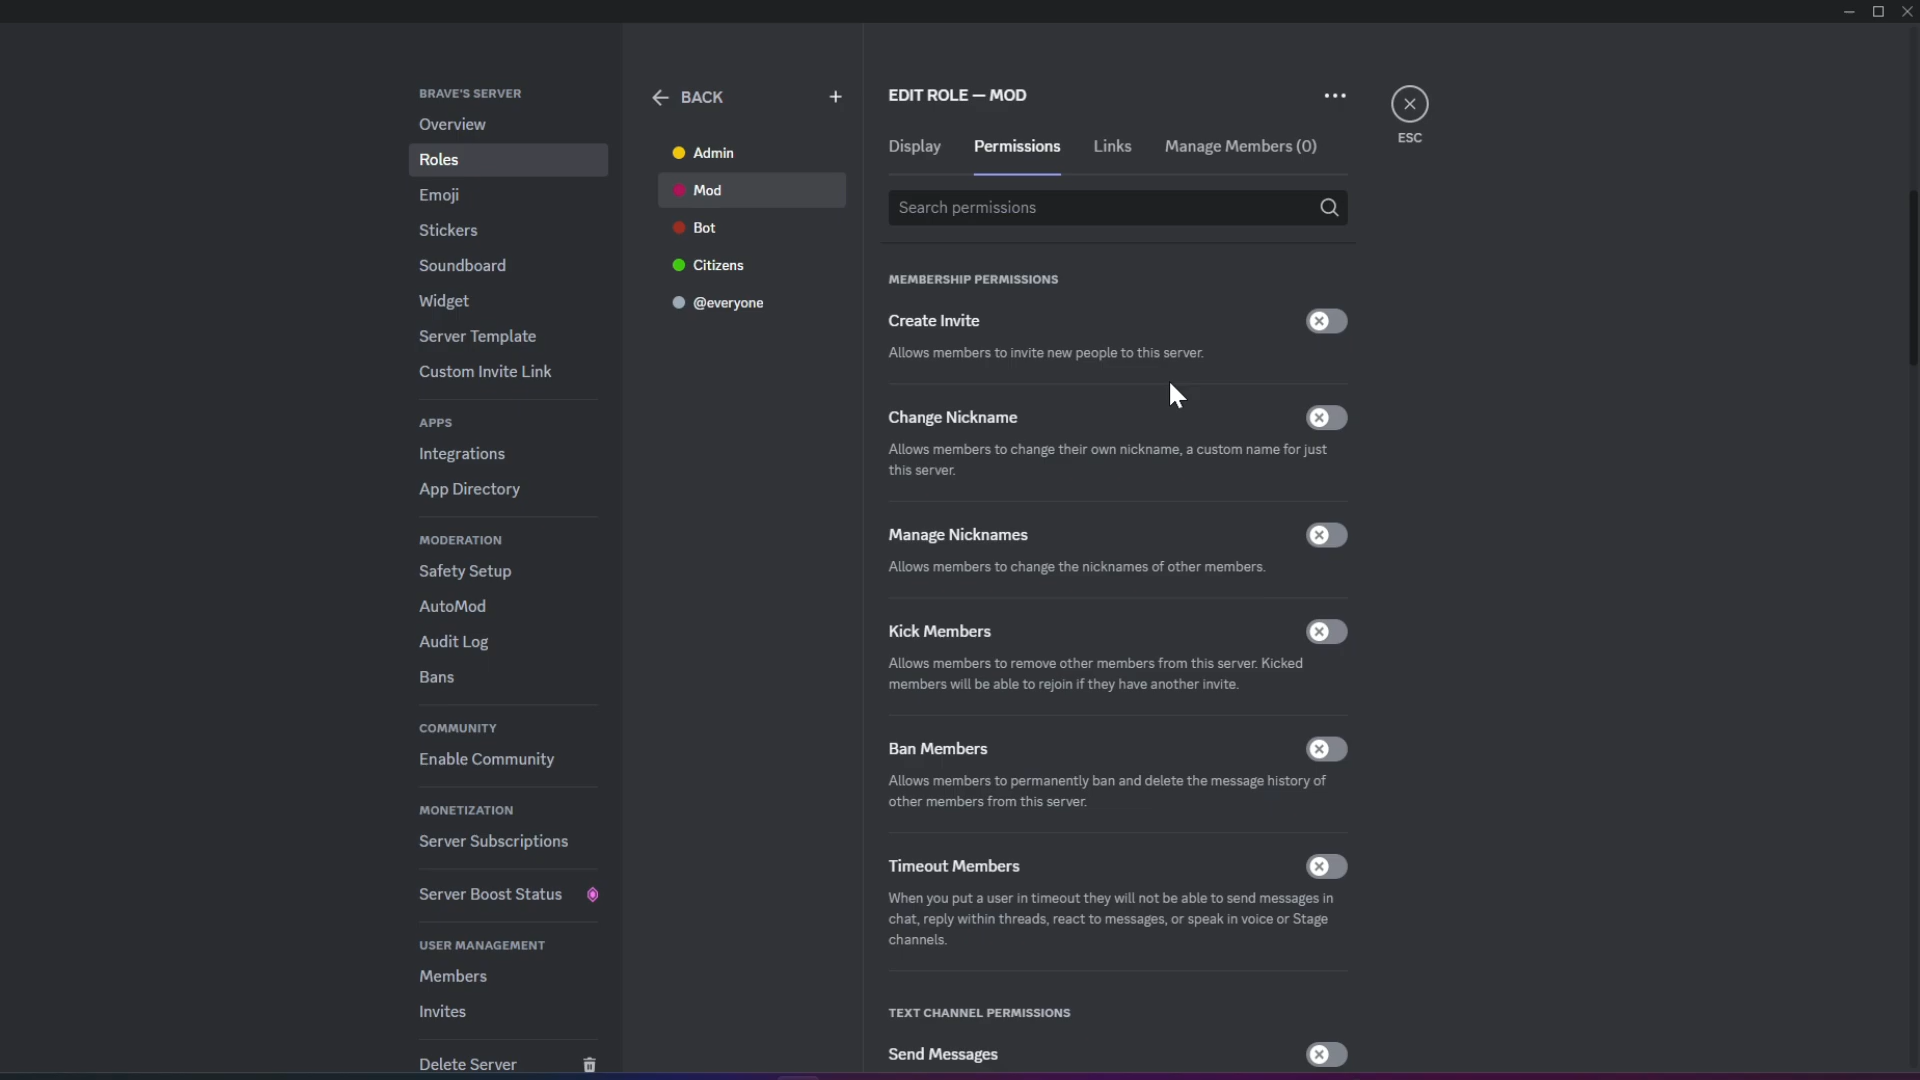 BRAVE'S SERVER
Overview
Roles
Emoji
Stickers
Soundboard
Widget
Server Template
Custom Invite Link
APPS
Integrations
App Directory
MODERATION
Safety Setup
AutoMod
Audit Log
Bans
COMMUNITY
Enable Community
MONETIZATION
Server Subscriptions
Server Boost Status
USER MANAGEMENT
Members
Invites
Delete Server
BACK
Admin
Mod
Bot
Citizens
@everyone
EDIT ROLE — MOD
Display Permissions Links Manage Members (0)
Search permissions
MEMBERSHIP PERMISSIONS
Create Invite
Allows members to invite new people to this server.
Change Nickname
Allows members to change their own nickname, a custom name for just
this server.
Manage Nicknames
Allows members to change the nicknames of other members.
Kick Members
Allows members to remove other members from this server. Kicked
members will be able to rejoin if they have another invite.
Ban Members
Allows members to permanently ban and delete the message history of
other members from this server.
Timeout Members
When you put a user in timeout they will not be able to send messages in
chat, reply within threads, react to messages, or speak in voice or Stage
channels.
TEXT CHANNEL PERMISSIONS
Send Messages
ESC